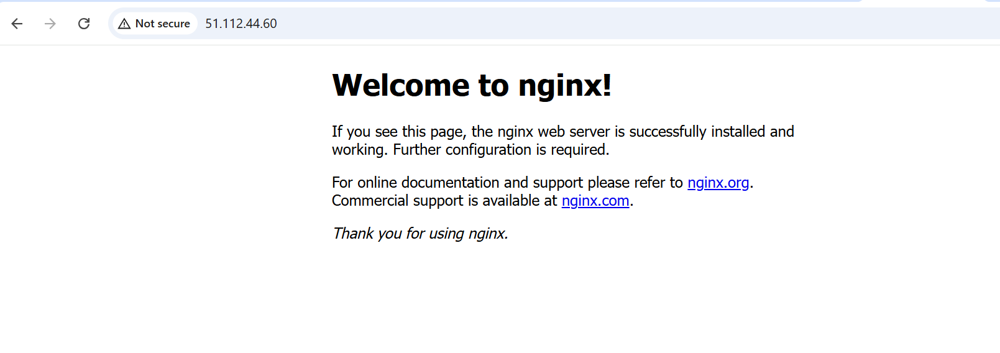 Not secure 51.112.44.60
Welcome to nginx!
If you see this page, the nginx web server is successfully installed and
working. Further configuration is required.
For online documentation and support please refer to nginx.org.
Commercial support is available at nginx.com.
Thank you for using nginx.